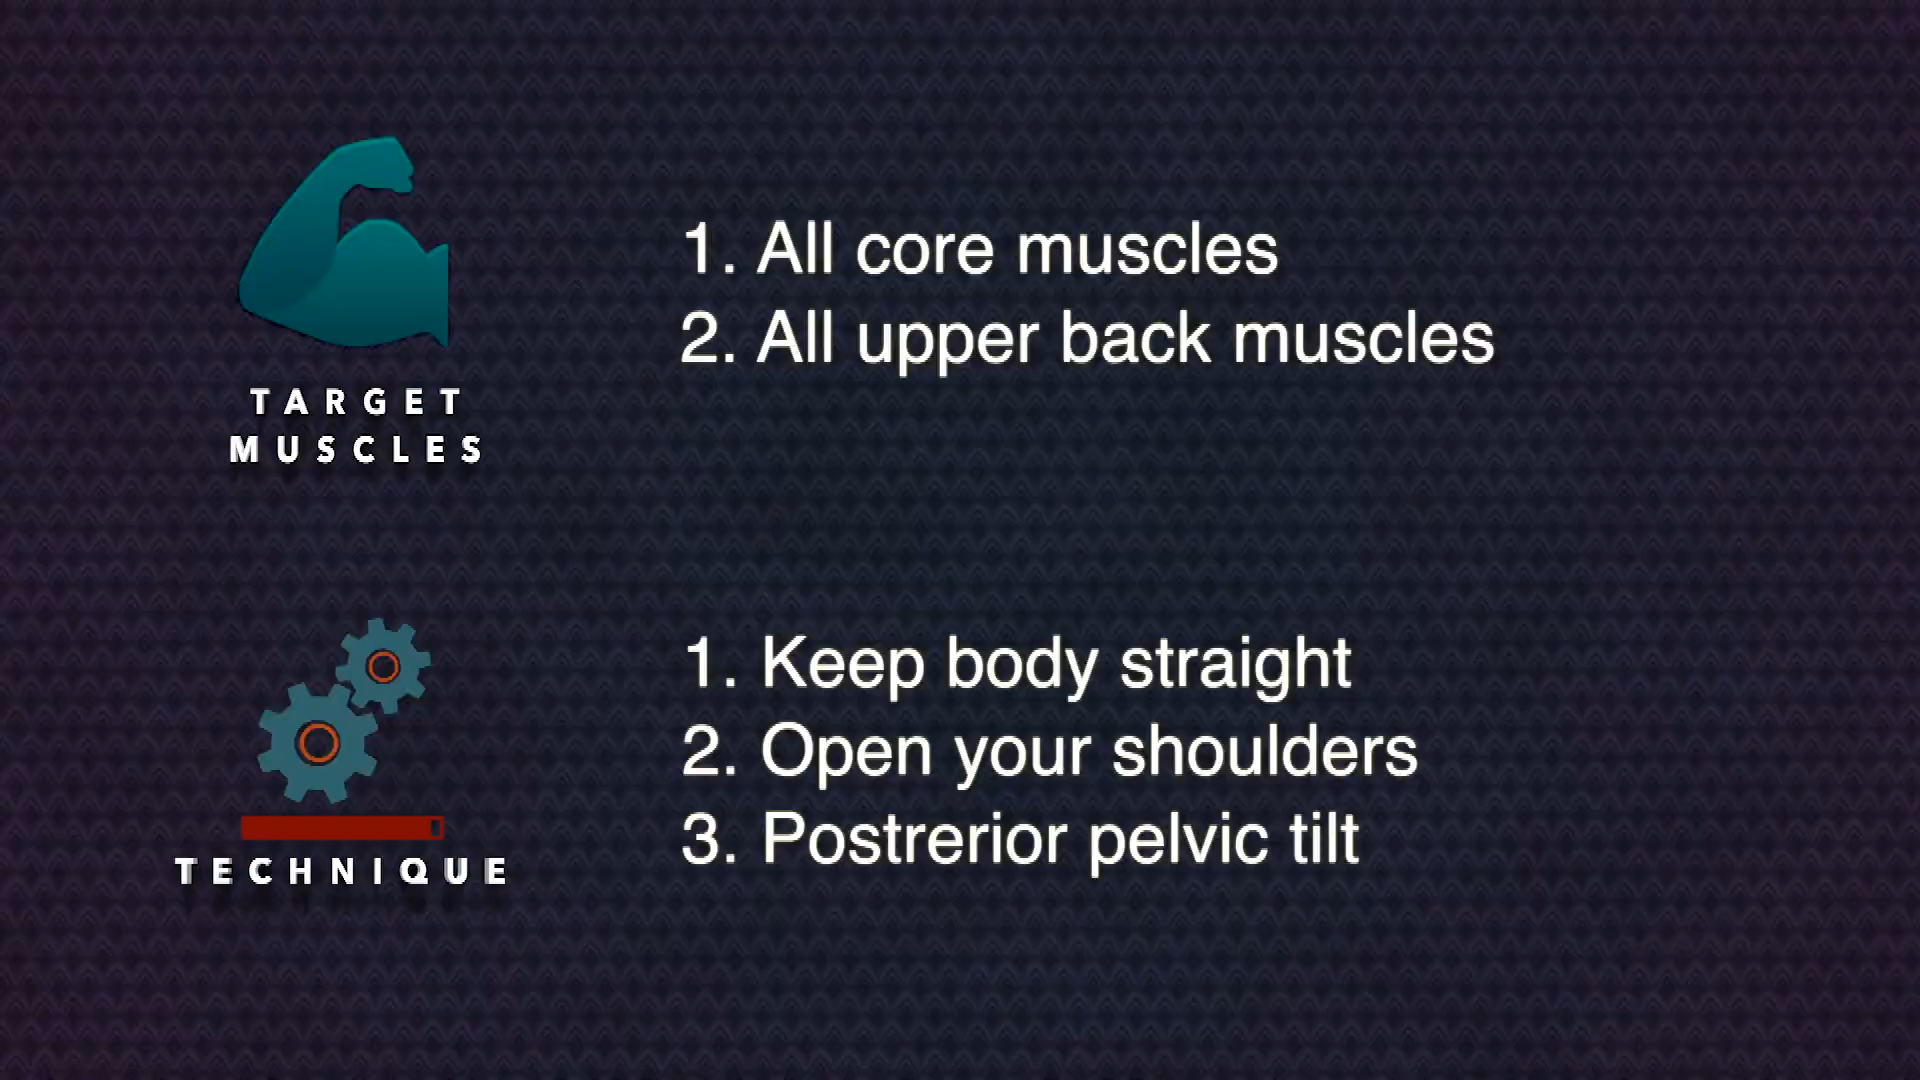 TARGET
MUSCLES
1. All core muscles
2. All upper back muscles
TECHNIQUE
1. Keep body straight
2. Open your shoulders
3. Postrerior pelvic tilt